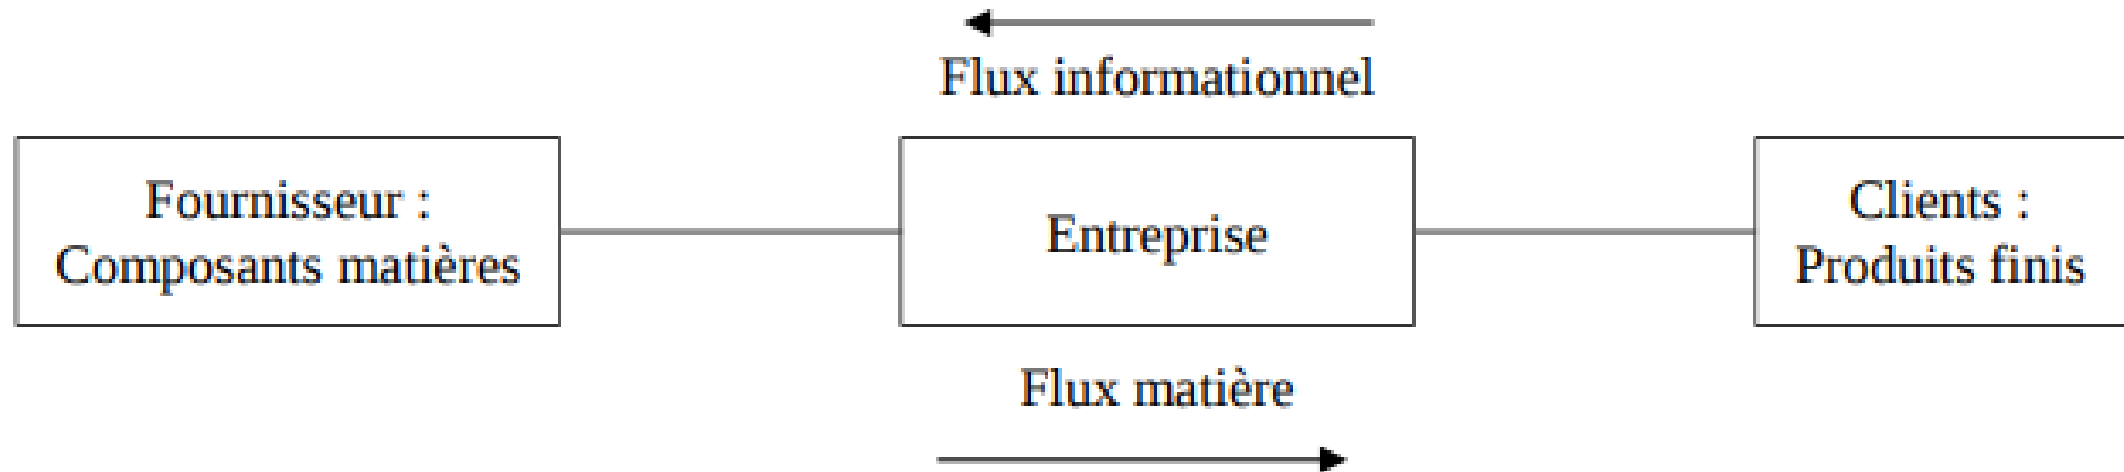 Flux informationnel
Fournisseur :
Composants matières
Entreprise
Clients :
Produits finis
Flux matière